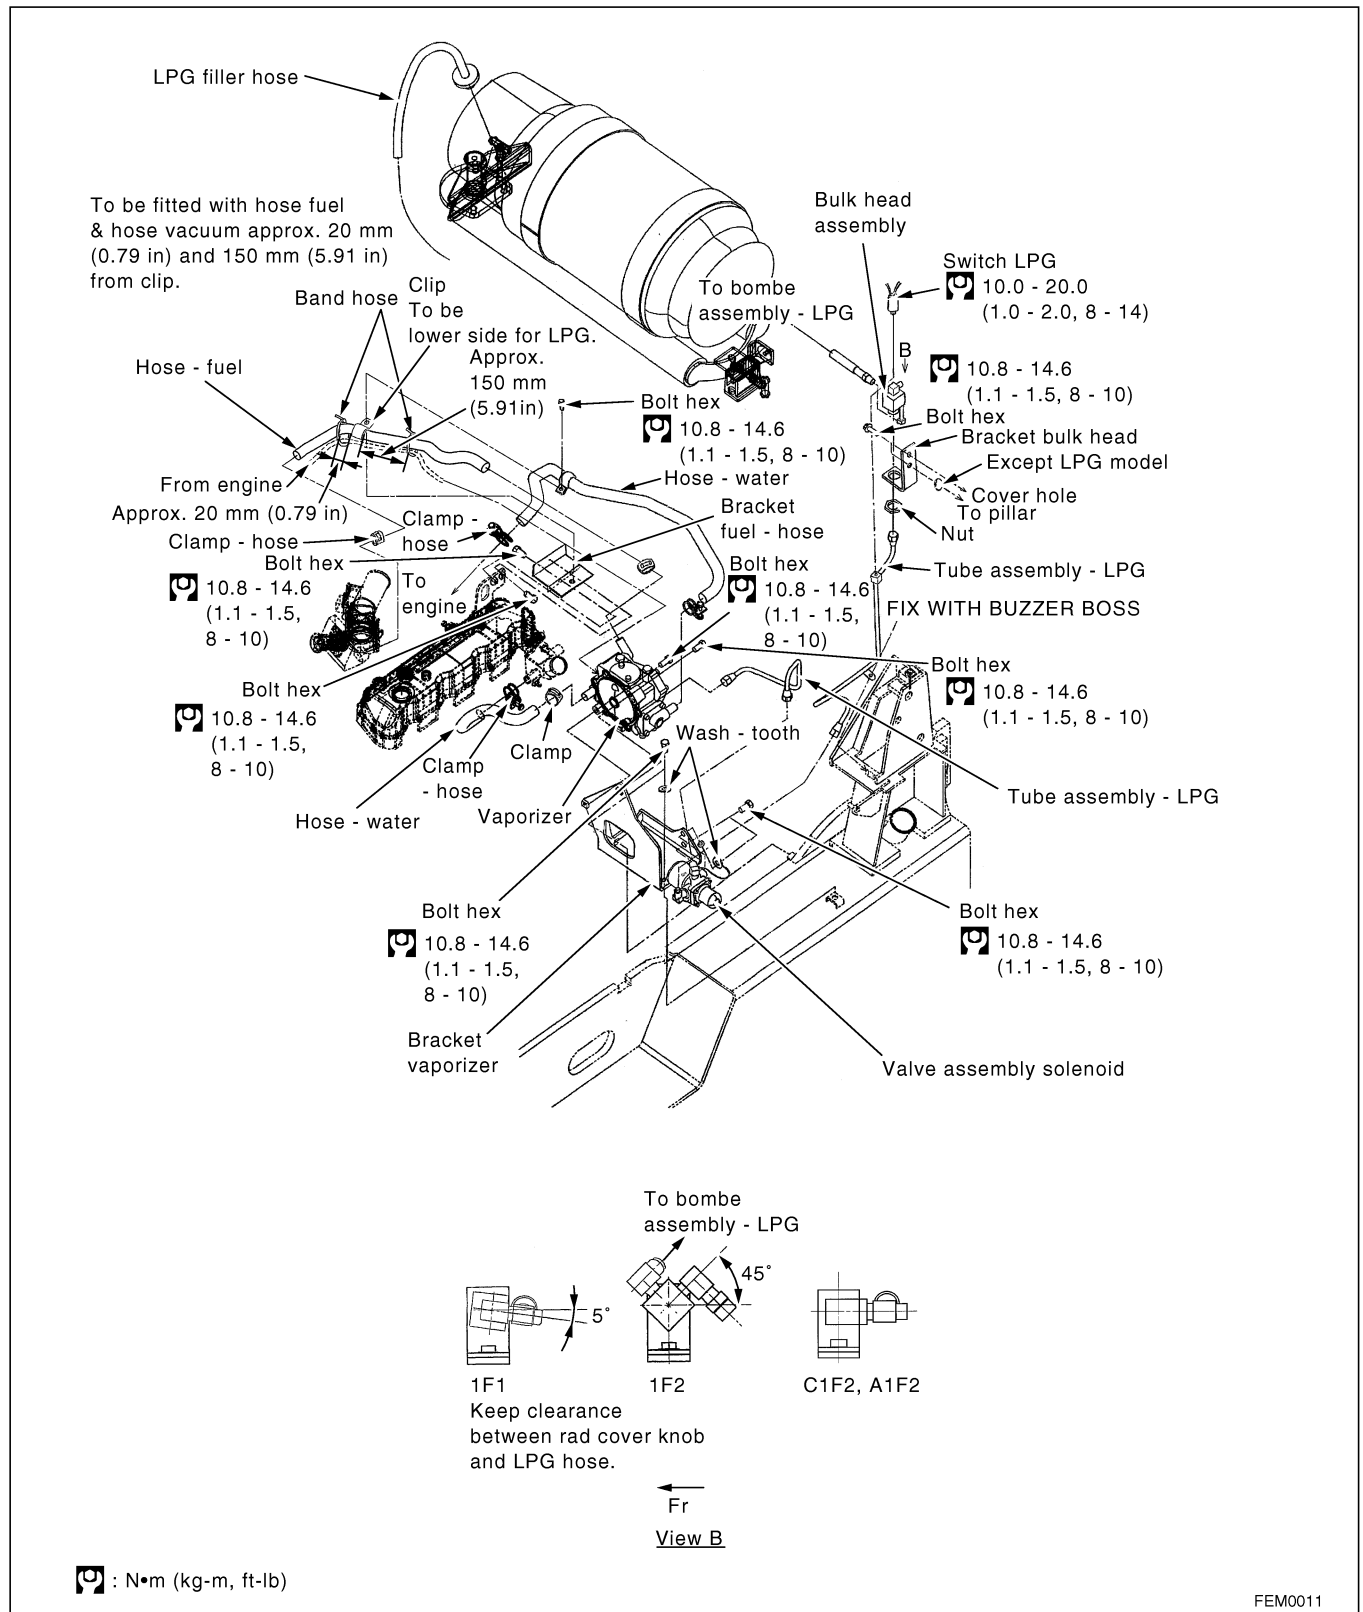 LPG filler hose
To be fitted with hose fuel
& hose vacuum approx. 20 mm
(0.79 in) and 150 mm (5.91 in)
from clip.
Bulk head
assembly
Switch LPG
10.0 - 20.0
(1.0 - 2.0, 8 - 14)
To bombe
assembly - LPG
Band hose
Clip
To be
lower side for LPG.
Approx.
150 mm
(5.91in)
Hose - fuel
B
10.8 - 14.6
(1.1 - 1.5, 8 - 10)
Bolt hex
10.8 - 14.6
(1.1 - 1.5, 8 - 10)
Bolt hex
Bracket bulk head
Except LPG model
Cover hole
To pillar
Nut
Hose - water
From engine
Approx. 20 mm (0.79 in)
Clamp - hose
Clamp -
hose
Bracket
fuel - hose
Bolt hex
10.8 - 14.6
(1.1 - 1.5,
8 - 10)
To
engine
Bolt hex
10.8 - 14.6
(1.1 - 1.5,
8 - 10)
Tube assembly - LPG
FIX WITH BUZZER BOSS
Bolt hex
10.8 - 14.6
(1.1 - 1.5, 8 - 10)
Bolt hex
10.8 - 14.6
(1.1 - 1.5,
8 - 10)
Clamp
Clamp
- hose
Wash - tooth
Hose - water
Vaporizer
Tube assembly - LPG
Bolt hex
10.8 - 14.6
(1.1 - 1.5,
8 - 10)
Bolt hex
10.8 - 14.6
(1.1 - 1.5, 8 - 10)
Bracket
vaporizer
Valve assembly solenoid
To bombe
assembly - LPG
5°
45°
1F1
1F2
C1F2, A1F2
Keep clearance
between rad cover knob
and LPG hose.
Fr
View B
: N•m (kg-m, ft-lb)
FEM0011